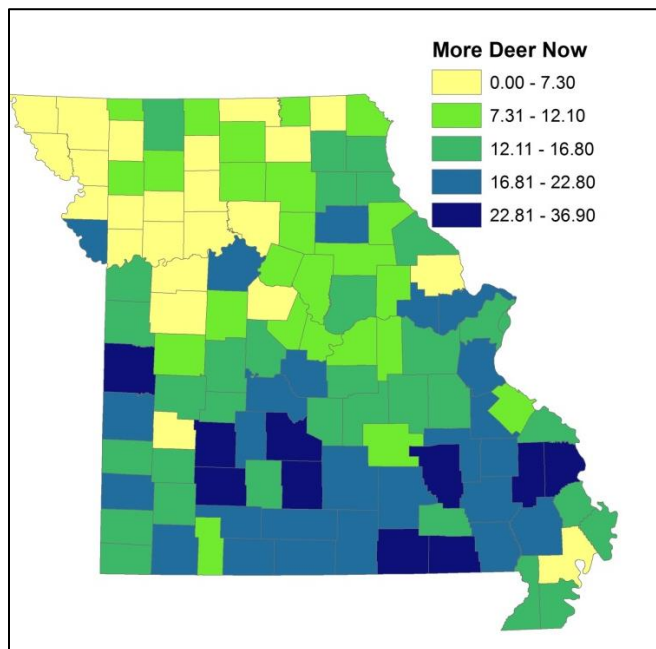 More Deer Now
0.00 - 7.30
7.31 - 12.10
12.11 - 16.80
16.81 - 22.80
22.81 - 36.90